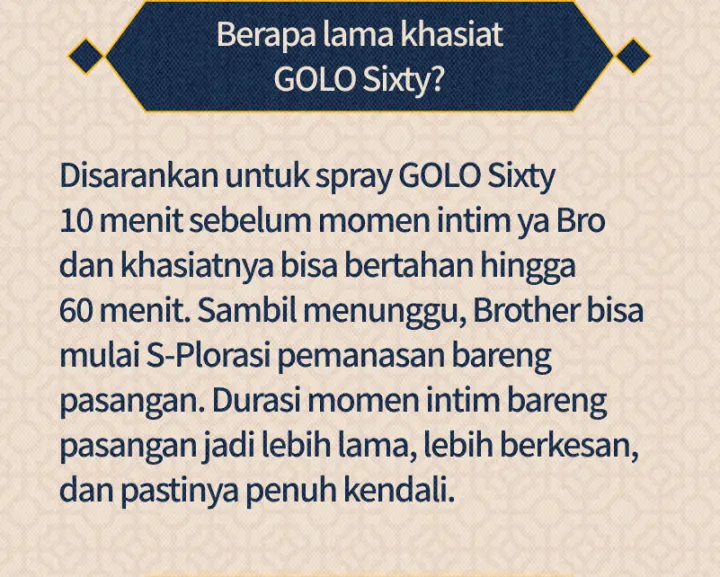 Berapa lama khasiat
GOLO Sixty?
Disarankan untuk spray GOLO Sixty
10 menit sebelum momen intim ya Bro
dan khasiatnya bisa bertahan hingga
60 menit. Sambil menunggu, Brother bisa
mulai S-Plorasi pemanasan bareng
pasangan. Durasi momen intim bareng
pasangan jadi lebih lama, lebih berkesan,
dan pastinya penuh kendali.